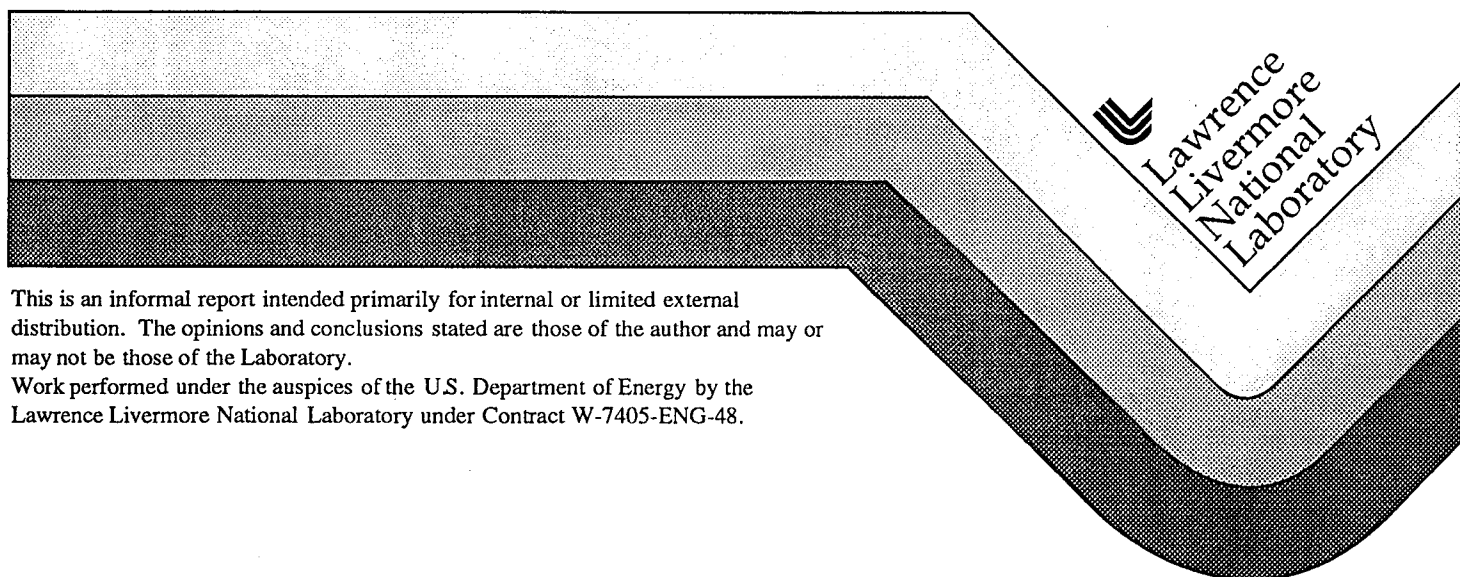 Lawrence
Livermore
National
Laboratory
This is an informal report intended primarily for internal or limited external
distribution. The opinions and conclusions stated are those of the author and may or
may not be those of the Laboratory.
Work performed under the auspices of the U.S. Department of Energy by the
Lawrence Livermore National Laboratory under Contract W-7405-ENG-48.